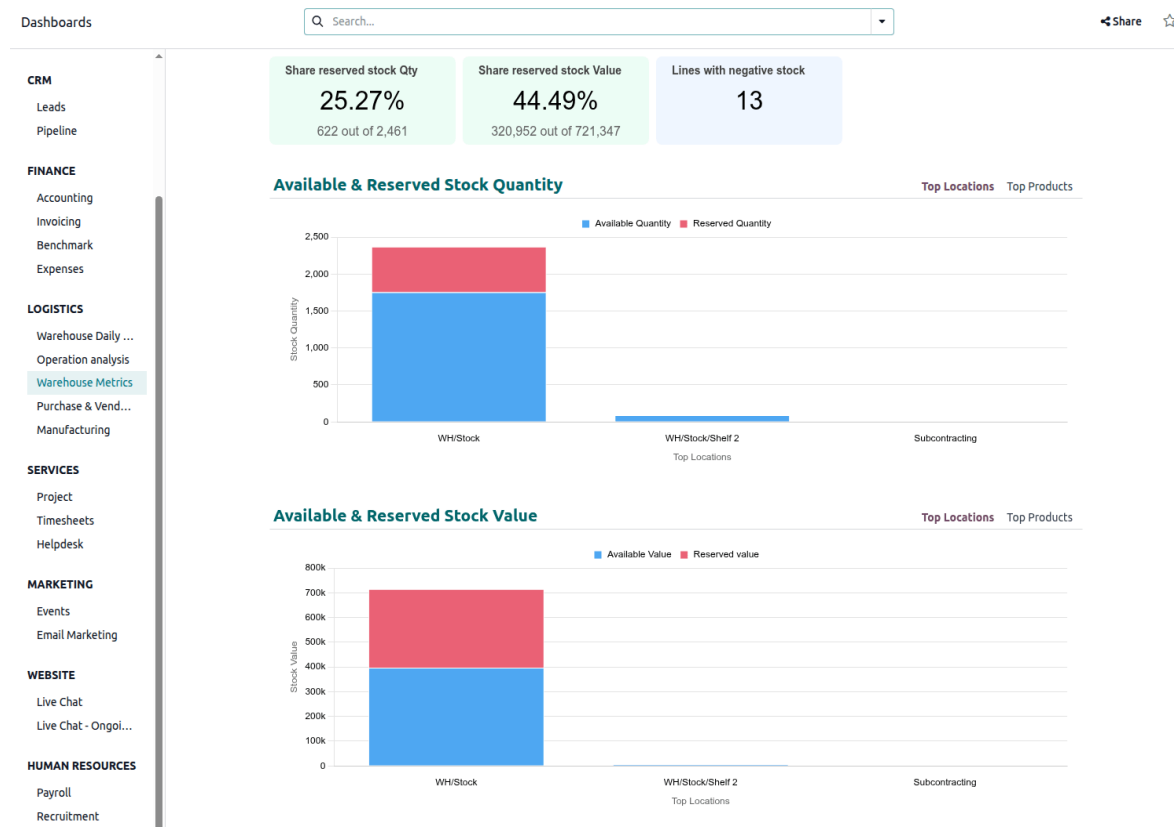 Dashboards
Search...
Share
CRM
Leads
Pipeline
FINANCE
Accounting
Invoicing
Benchmark
Expenses
LOGISTICS
Warehouse Daily ...
Operation analysis
Warehouse Metrics
Purchase & Vend...
Manufacturing
SERVICES
Project
Timesheets
Helpdesk
MARKETING
Events
Email Marketing
WEBSITE
Live Chat
Live Chat - Ongoi...
HUMAN RESOURCES
Payroll
Recruitment
Share reserved stock Qty
25.27%
622 out of 2,461
Share reserved stock Value
44.49%
320,952 out of 721,347
Lines with negative stock
13
Available & Reserved Stock Quantity
Top Locations Top Products
Available Quantity Reserved Quantity
2,500
2,000
1,500
1,000
500
0
Stock Quantity
WH/Stock WH/Stock/Shelf 2 Subcontracting
Top Locations
Available & Reserved Stock Value
Top Locations Top Products
Available Value Reserved value
800k
700k
600k
500k
400k
300k
200k
100k
0
Stock Value
WH/Stock WH/Stock/Shelf 2 Subcontracting
Top Locations